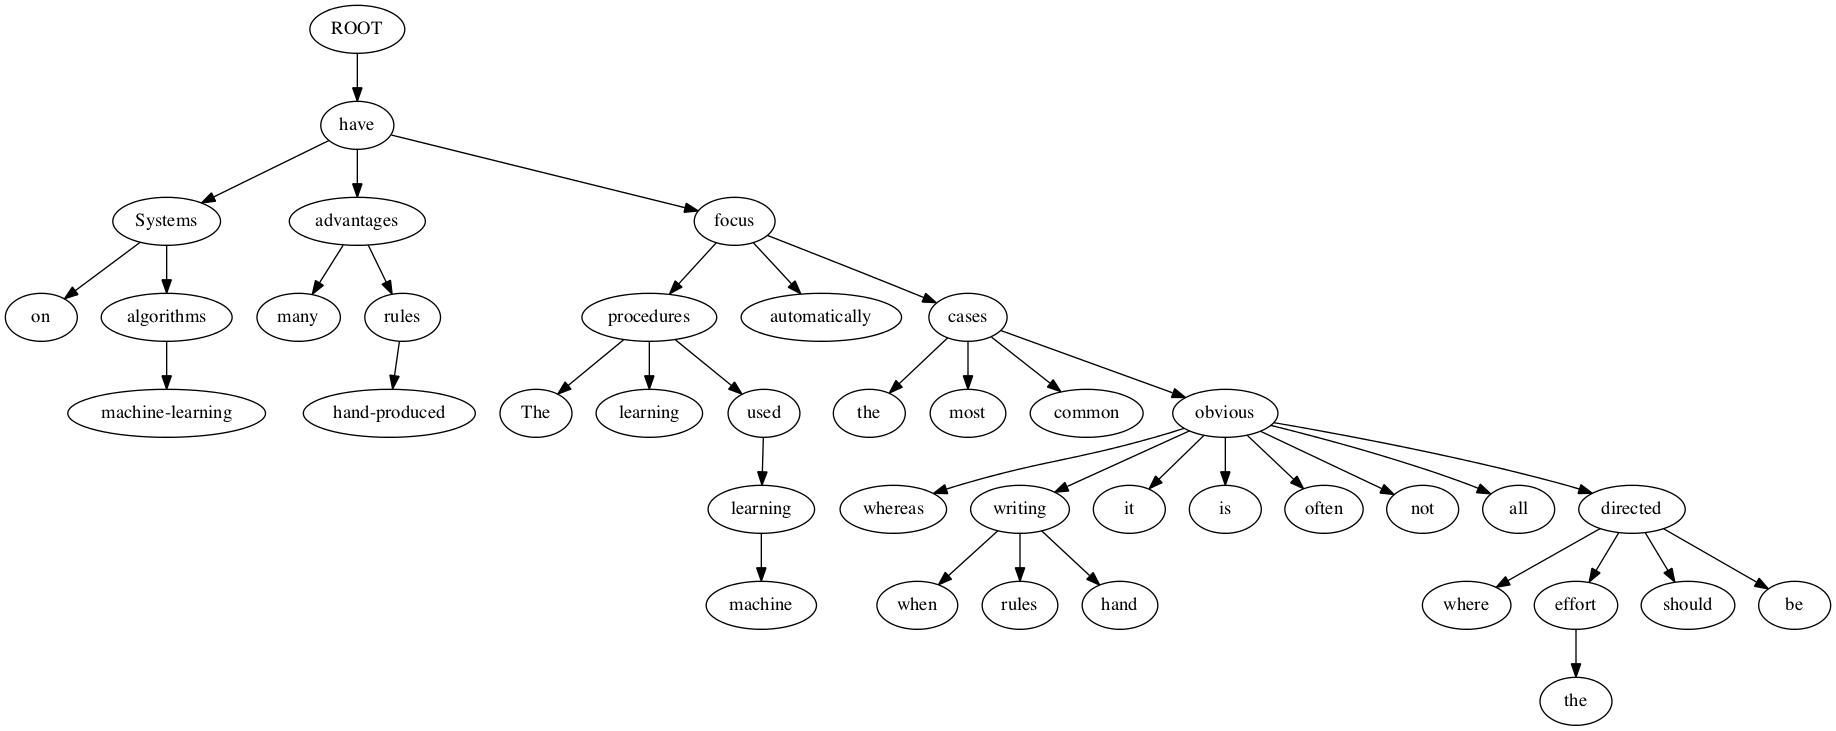 ROOT
have
Systems advantages focus
on algorithms many rules procedures automatically cases
machine-learning hand-produced The learning used the most common obvious
learning whereas writing it is often not all directed
machine when rules hand where effort should be
the